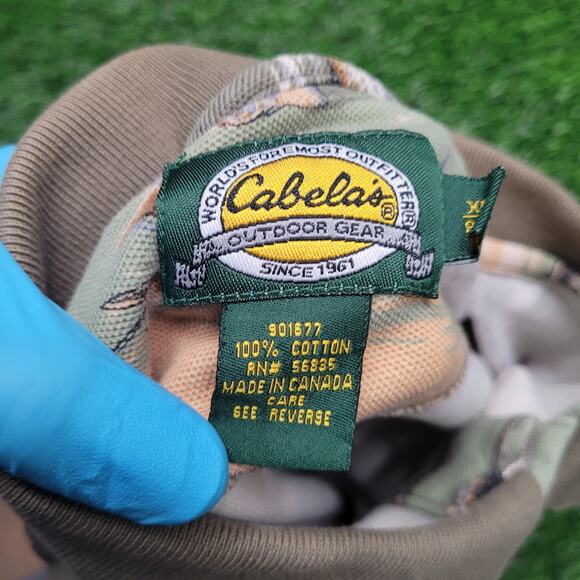 WORLD'S FOREMOST OUTFITTER®
Cabela's®
OUTDOOR GEAR
SINCE 1961
901677
100% COTTON
RN# 56835
MADE IN CANADA
CARE
SEE REVERSE